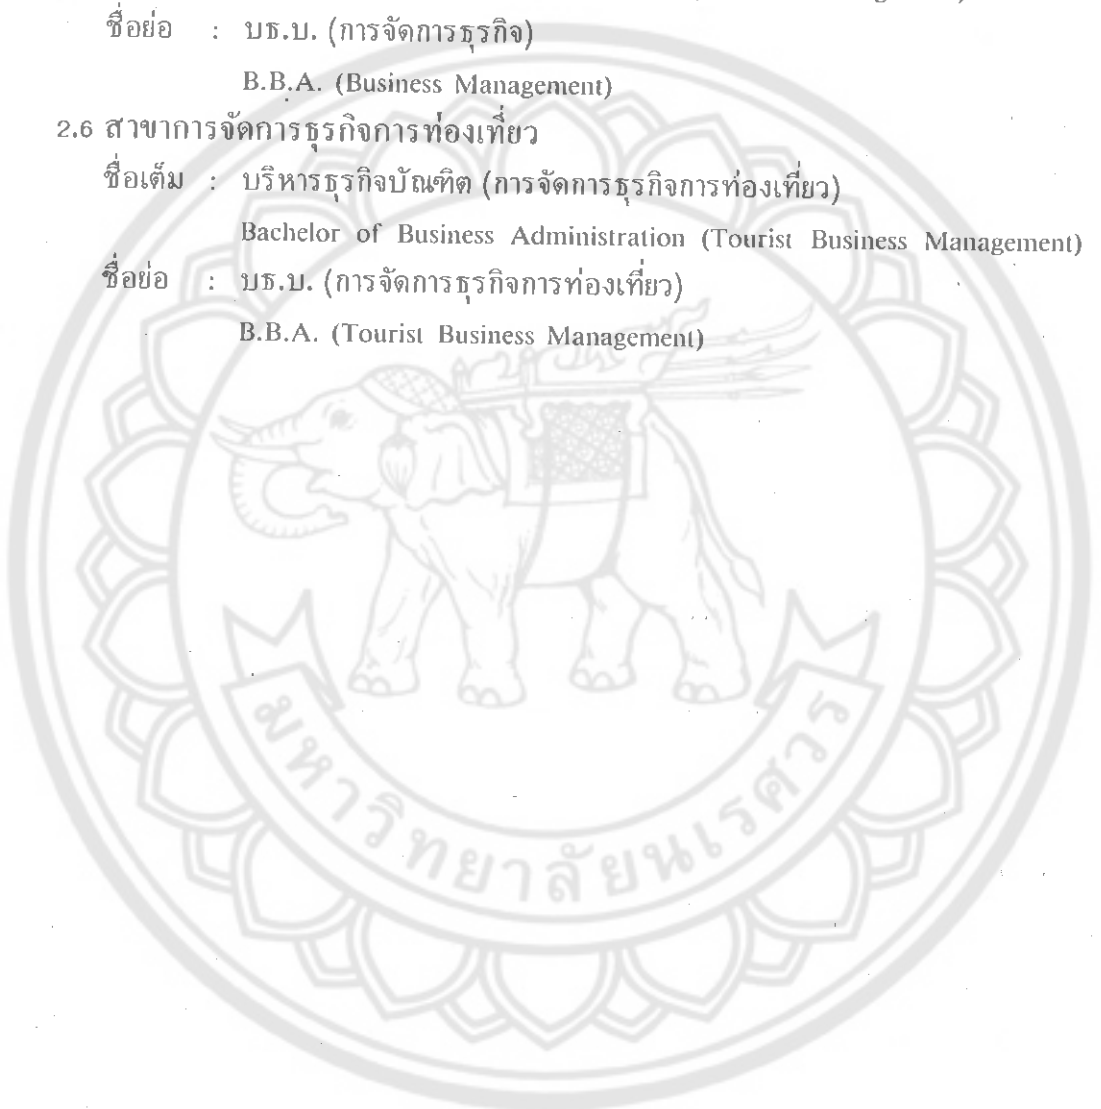 ชื่อย่อ : บธ.บ. (การจัดการธุรกิจ)
B.B.A. (Business Management)
2.6 สาขาการจัดการธุรกิจการท่องเที่ยว
ชื่อเต็ม : บริหารธุรกิจบัณฑิต (การจัดการธุรกิจการท่องเที่ยว)
Bachelor of Business Administration (Tourist Business Management)
ชื่อย่อ : บธ.บ. (การจัดการธุรกิจการท่องเที่ยว)
B.B.A. (Tourist Business Management)
มหาวิทยาลัยนเรศวร